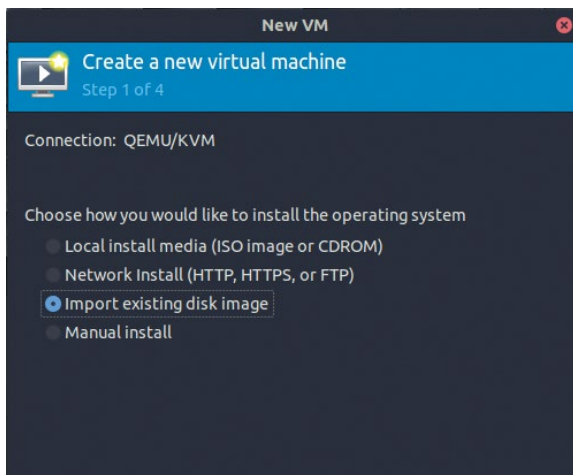 New VM
Create a new virtual machine
Step 1 of 4
Connection: QEMU/KVM
Choose how you would like to install the operating system
Local install media (ISO image or CDROM)
Network Install (HTTP, HTTPS, or FTP)
Import existing disk image
Manual install